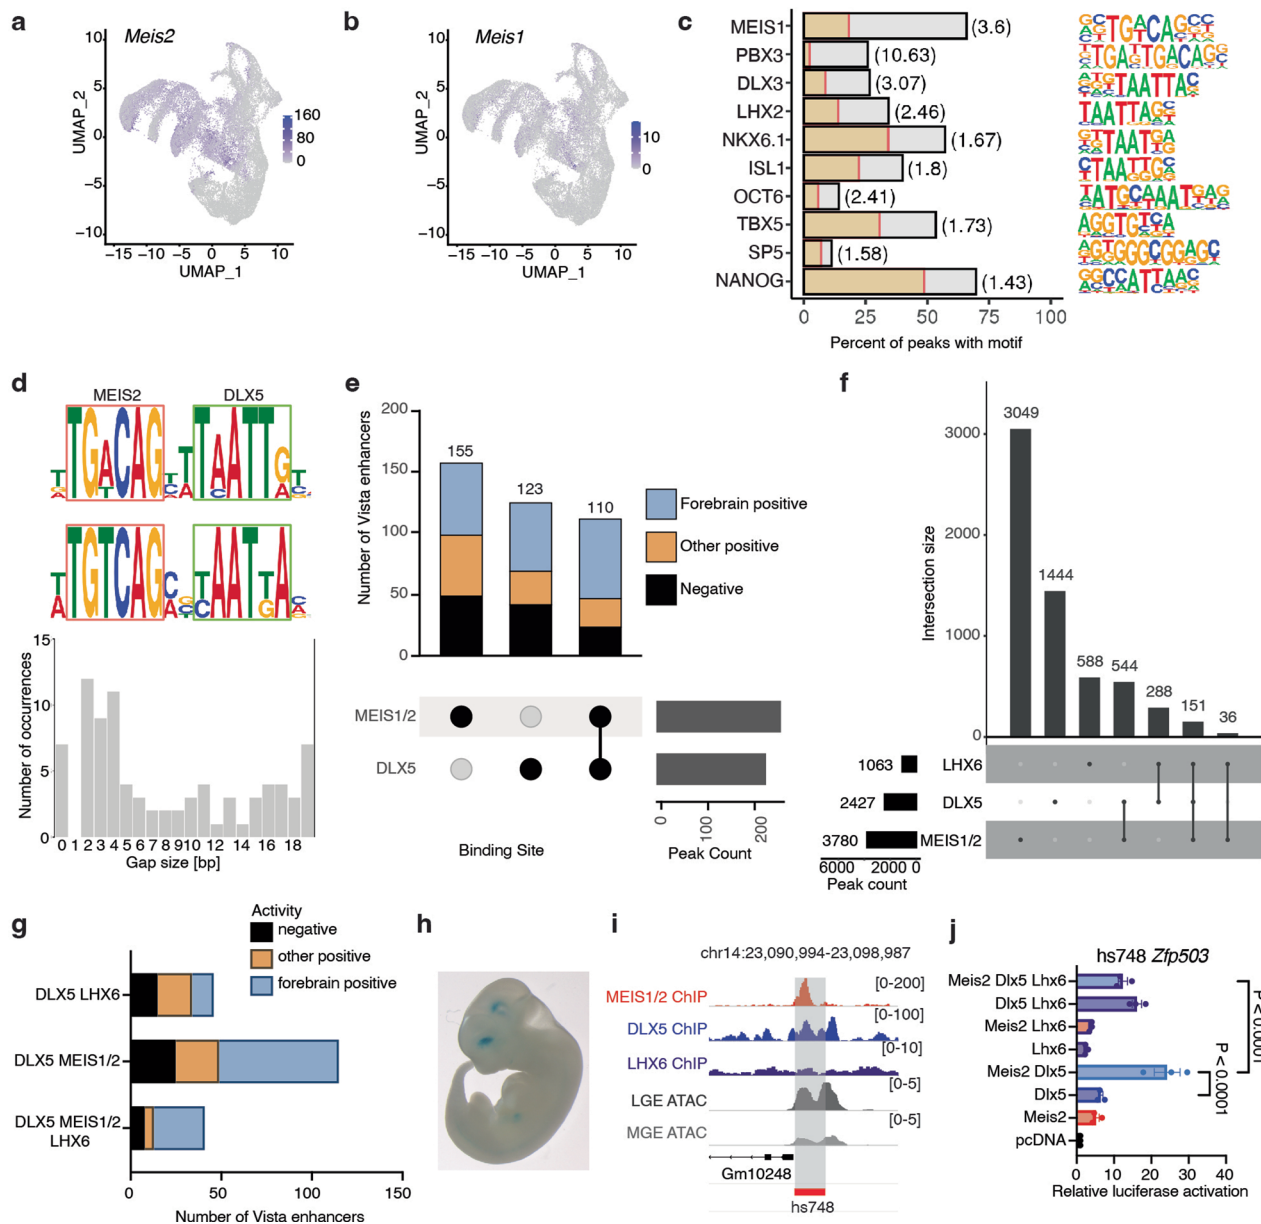 a
Meis2
UMAP_2
10
5
0
−5
−10
−15 −10 −5 0 5 10
UMAP_1
160
80
0
b
Meis1
UMAP_2
10
5
0
−5
−10
−15 −10 −5 0 5 10
UMAP_1
10
0
c
MEIS1 (3.6)
PBX3 (10.63)
DLX3 (3.07)
LHX2 (2.46)
NKX6.1 (1.67)
ISL1 (1.8)
OCT6 (2.41)
TBX5 (1.73)
SP5 (1.58)
NANOG (1.43)
0 25 50 75 100
Percent of peaks with motif
d
MEIS2 DLX5
Number of occurrences
15
10
5
0
0 1 2 3 4 5 6 7 8 9 10 12 14 16 18
Gap size [bp]
e
Number of Vista enhancers
200
150
100
50
0
155
123
110
Forebrain positive
Other positive
Negative
MEIS1/2
DLX5
Binding Site
0 100 200
Peak Count
f
Intersection size
3000
2000
1000
0
3049
1444
588
544
288
151
36
1063 LHX6
2427 DLX5
3780 MEIS1/2
6000 2000 0
Peak count
g
Activity
negative
other positive
forebrain positive
DLX5 LHX6
DLX5 MEIS1/2
DLX5 MEIS1/2
LHX6
0 50 100 150
Number of Vista enhancers
h
i
chr14:23,090,994-23,098,987
MEIS1/2 ChIP [0-200]
DLX5 ChIP [0-100]
LHX6 ChIP [0-10]
LGE ATAC [0-5]
MGE ATAC [0-5]
Gm10248
hs748
j
hs748 Zfp503
Meis2 Dlx5 Lhx6
Dlx5 Lhx6
Meis2 Lhx6
Lhx6
Meis2 Dlx5
Dlx5
Meis2
pcDNA
P < 0.0001
P < 0.0001
0 10 20 30 40
Relative luciferase activation